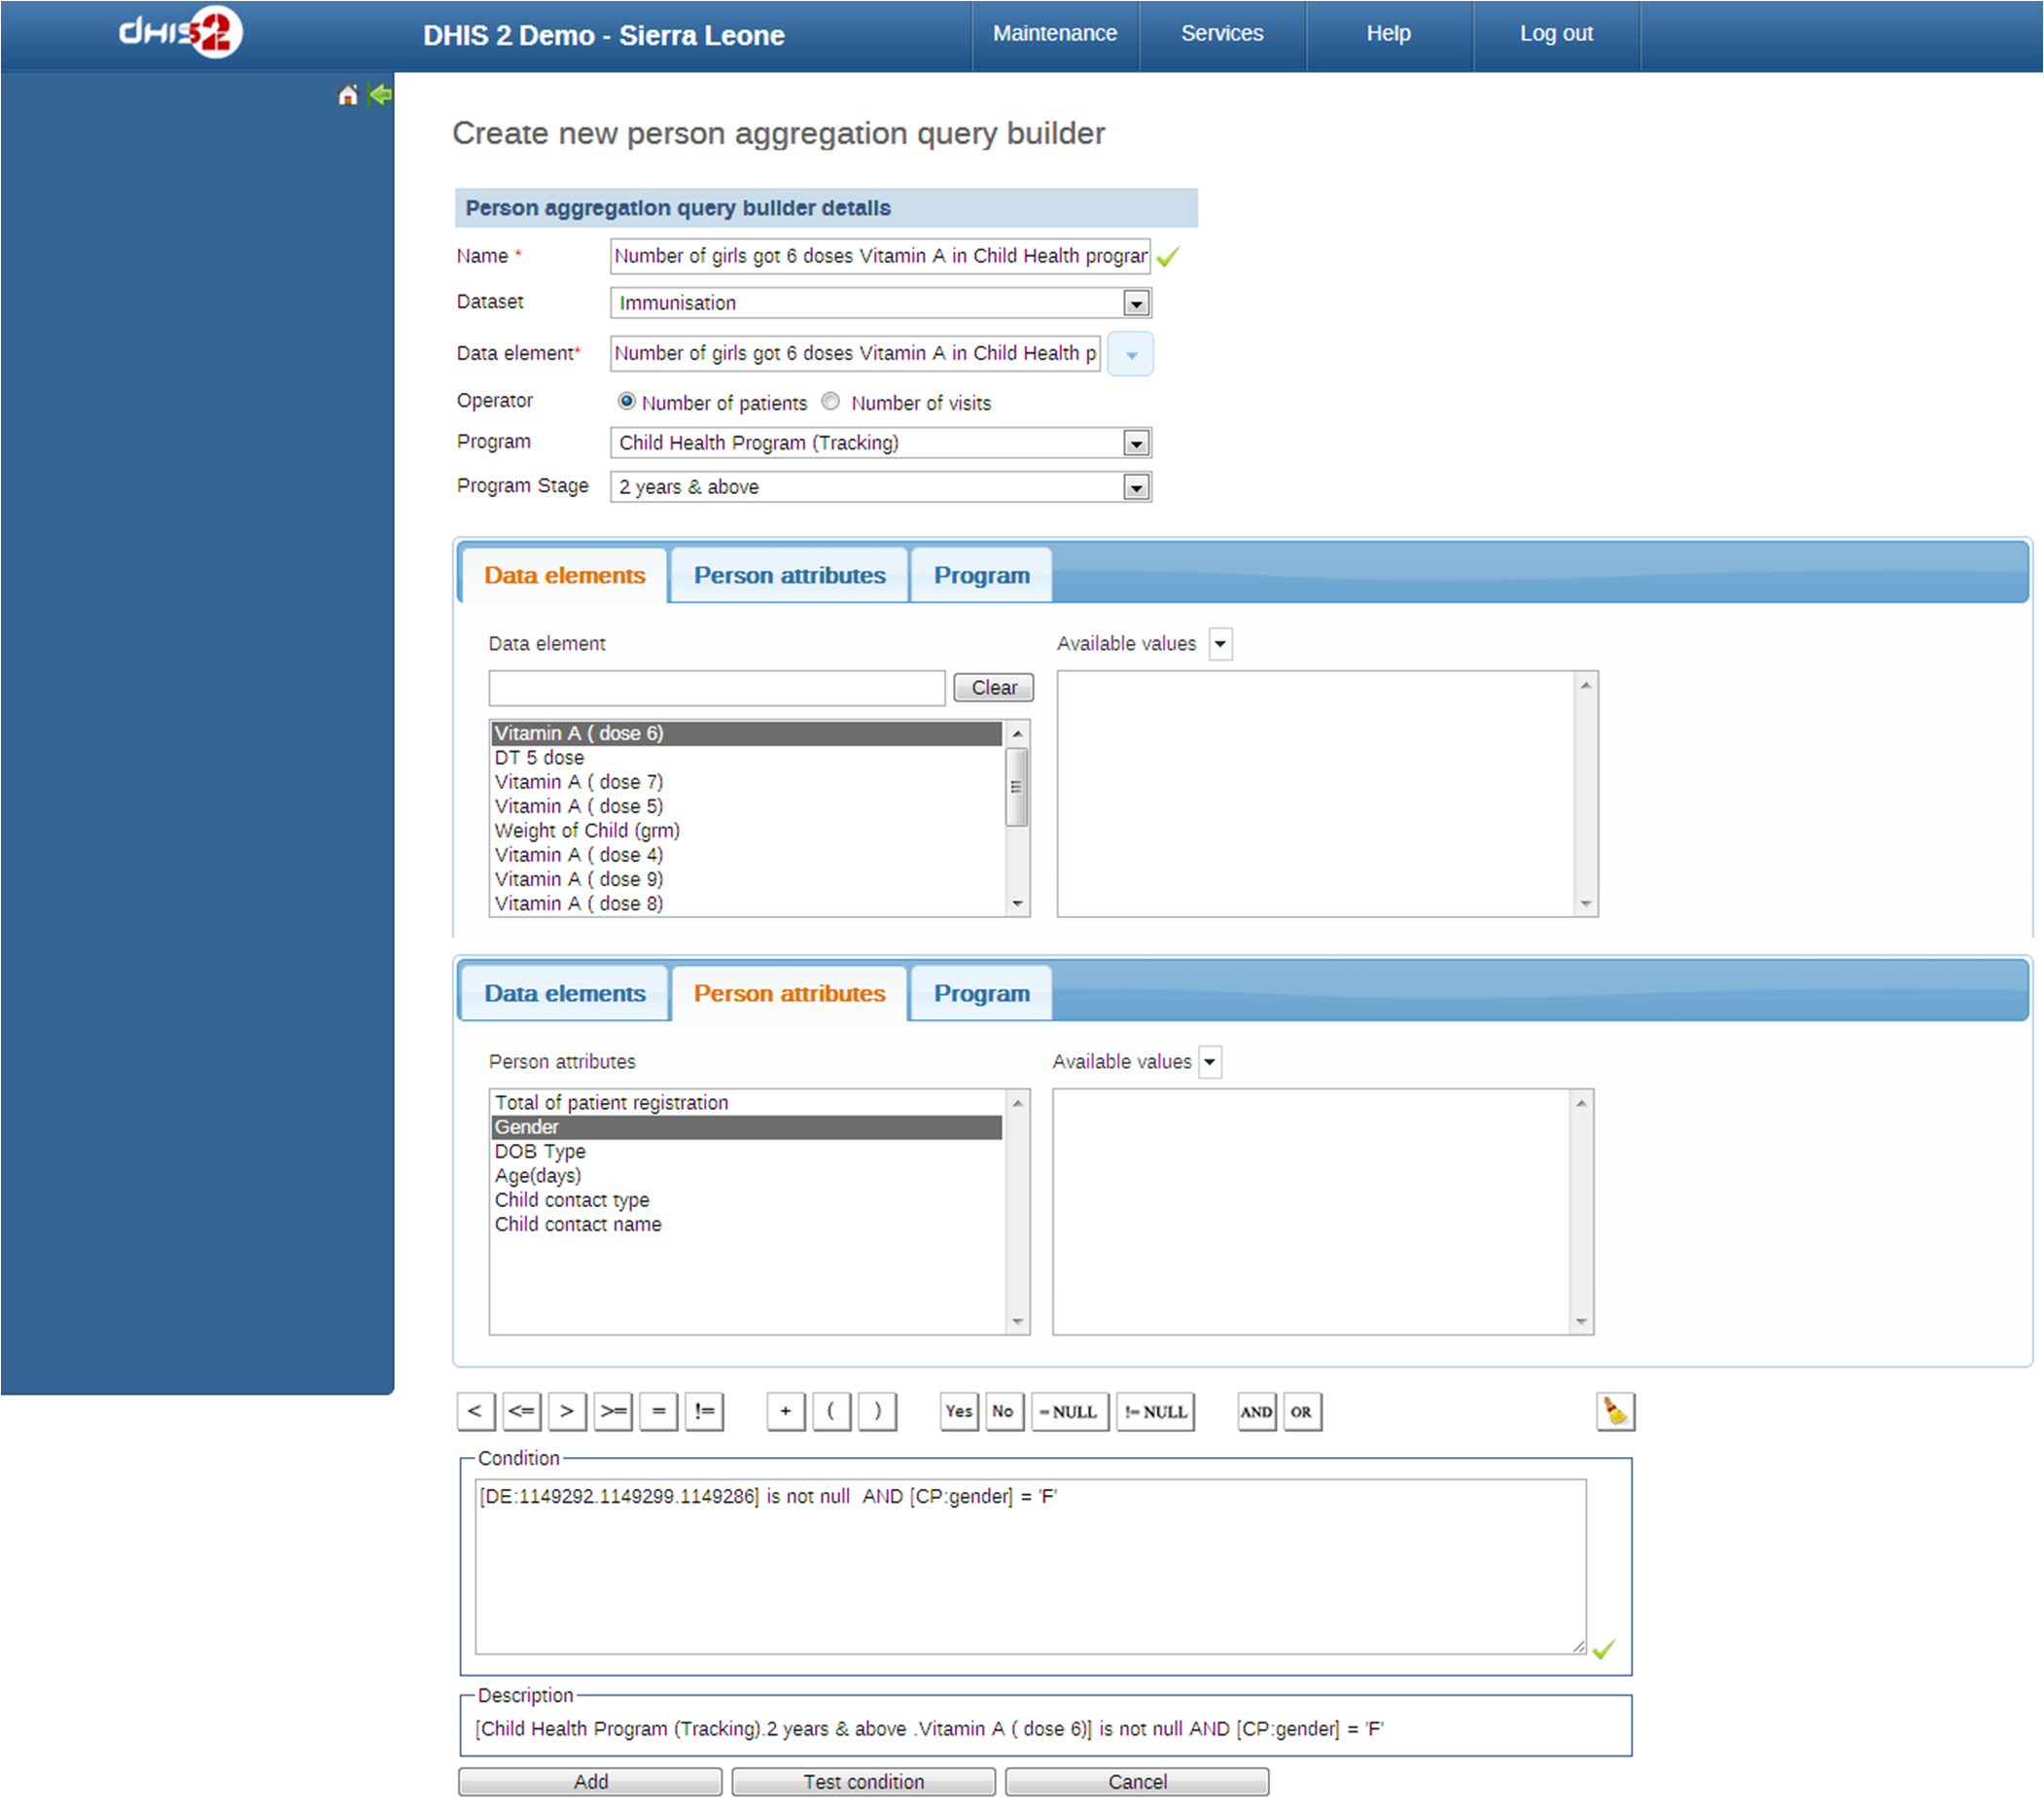 dHIS2 DHIS 2 Demo - Sierra Leone Maintenance Services Help Log out
Create new person aggregation query builder
Person aggregation query builder details
Name * Number of girls got 6 doses Vitamin A in Child Health program
Dataset Immunisation
Data element* Number of girls got 6 doses Vitamin A in Child Health p
Operator Number of patients Number of visits
Program Child Health Program (Tracking)
Program Stage 2 years & above
Data elements Person attributes Program
Data element Available values
Clear
Vitamin A ( dose 6)
DT 5 dose
Vitamin A ( dose 7)
Vitamin A ( dose 5)
Weight of Child (grm)
Vitamin A ( dose 4)
Vitamin A ( dose 9)
Vitamin A ( dose 8)
Data elements Person attributes Program
Person attributes Available values
Total of patient registration
Gender
DOB Type
Age(days)
Child contact type
Child contact name
< <= > >= = != + ( ) Yes No = NULL != NULL AND OR
Condition
[DE:1149292.1149299.1149286] is not null AND [CP:gender] = 'F'
Description
[Child Health Program (Tracking).2 years & above .Vitamin A ( dose 6)] is not null AND [CP:gender] = 'F'
Add Test condition Cancel